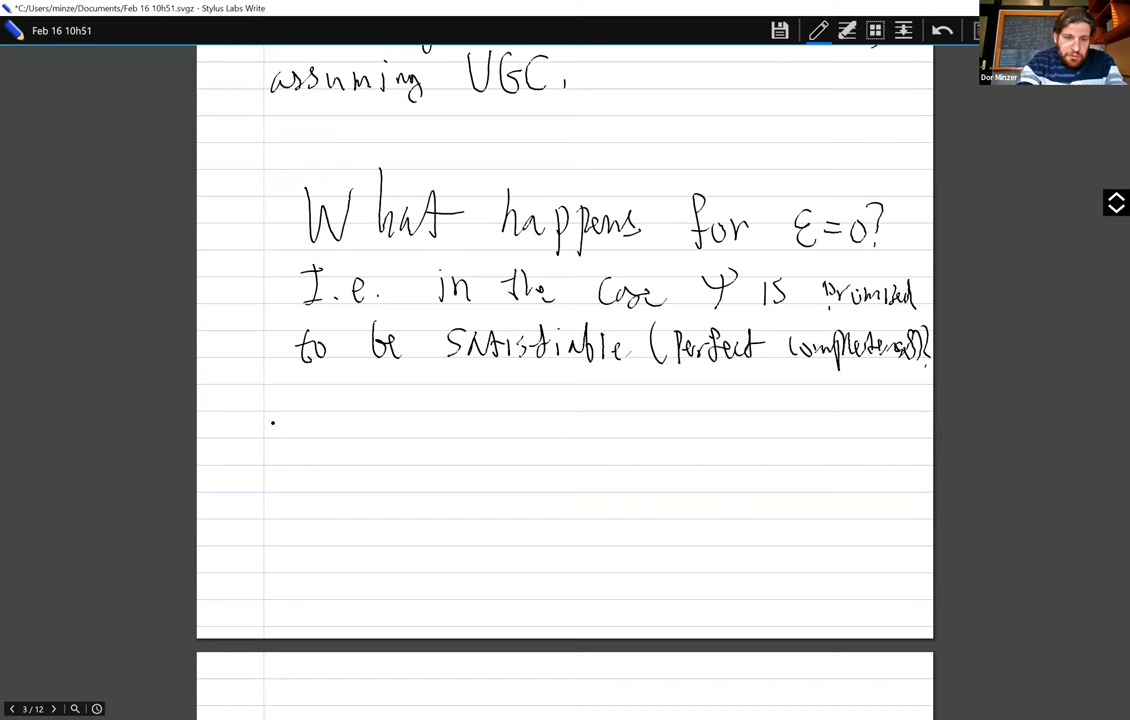 *C:/Users/minze/Documents/Feb 16 10h51.svgz - Stylus Labs Write
Feb 16 10h51
Dor Minzer
assuming UGC.
What happens for ε=0?
I.e. in the case Ψ is promised
to be satisfiable (perfect completeness)?
3 / 12